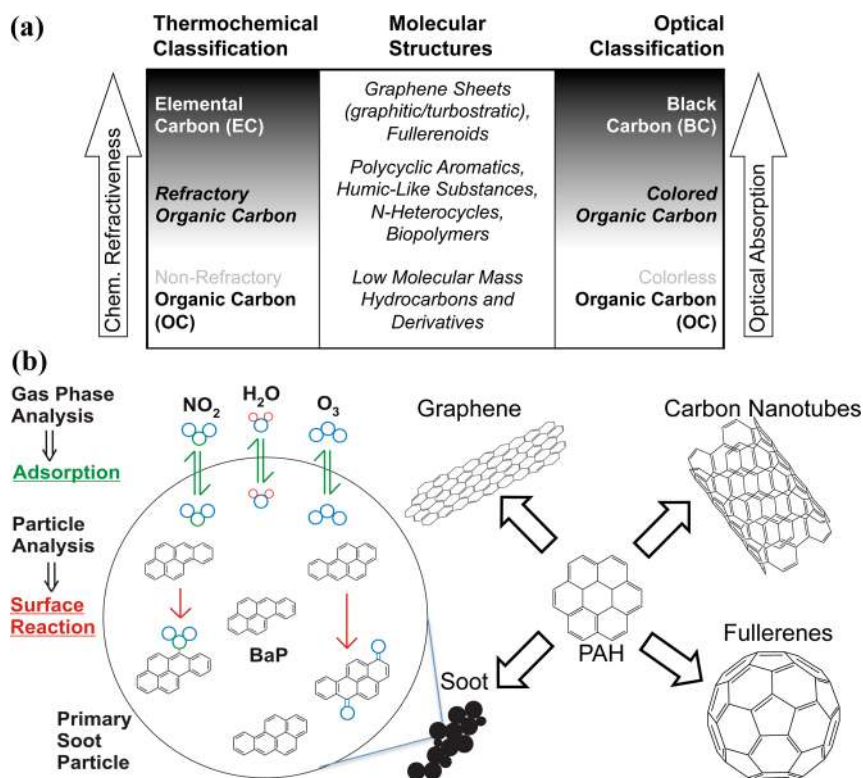 (a)
Thermochemical
Classification
Molecular
Structures
Optical
Classification
Chem. Refractiveness
Elemental
Carbon (EC)
Graphene Sheets
(graphitic/turbostratic),
Fullerenoids
Black
Carbon (BC)
Refractory
Organic Carbon
Polycyclic Aromatics,
Humic-Like Substances,
N-Heterocycles,
Biopolymers
Colored
Organic Carbon
Non-Refractory
Organic Carbon
(OC)
Low Molecular Mass
Hydrocarbons and
Derivatives
Colorless
Organic Carbon
(OC)
Optical Absorption
(b)
Gas Phase
Analysis
Adsorption
Particle
Analysis
Surface
Reaction
Primary
Soot
Particle
NO2
H2O
O3
BaP
Graphene
Carbon Nanotubes
PAH
Soot
Fullerenes